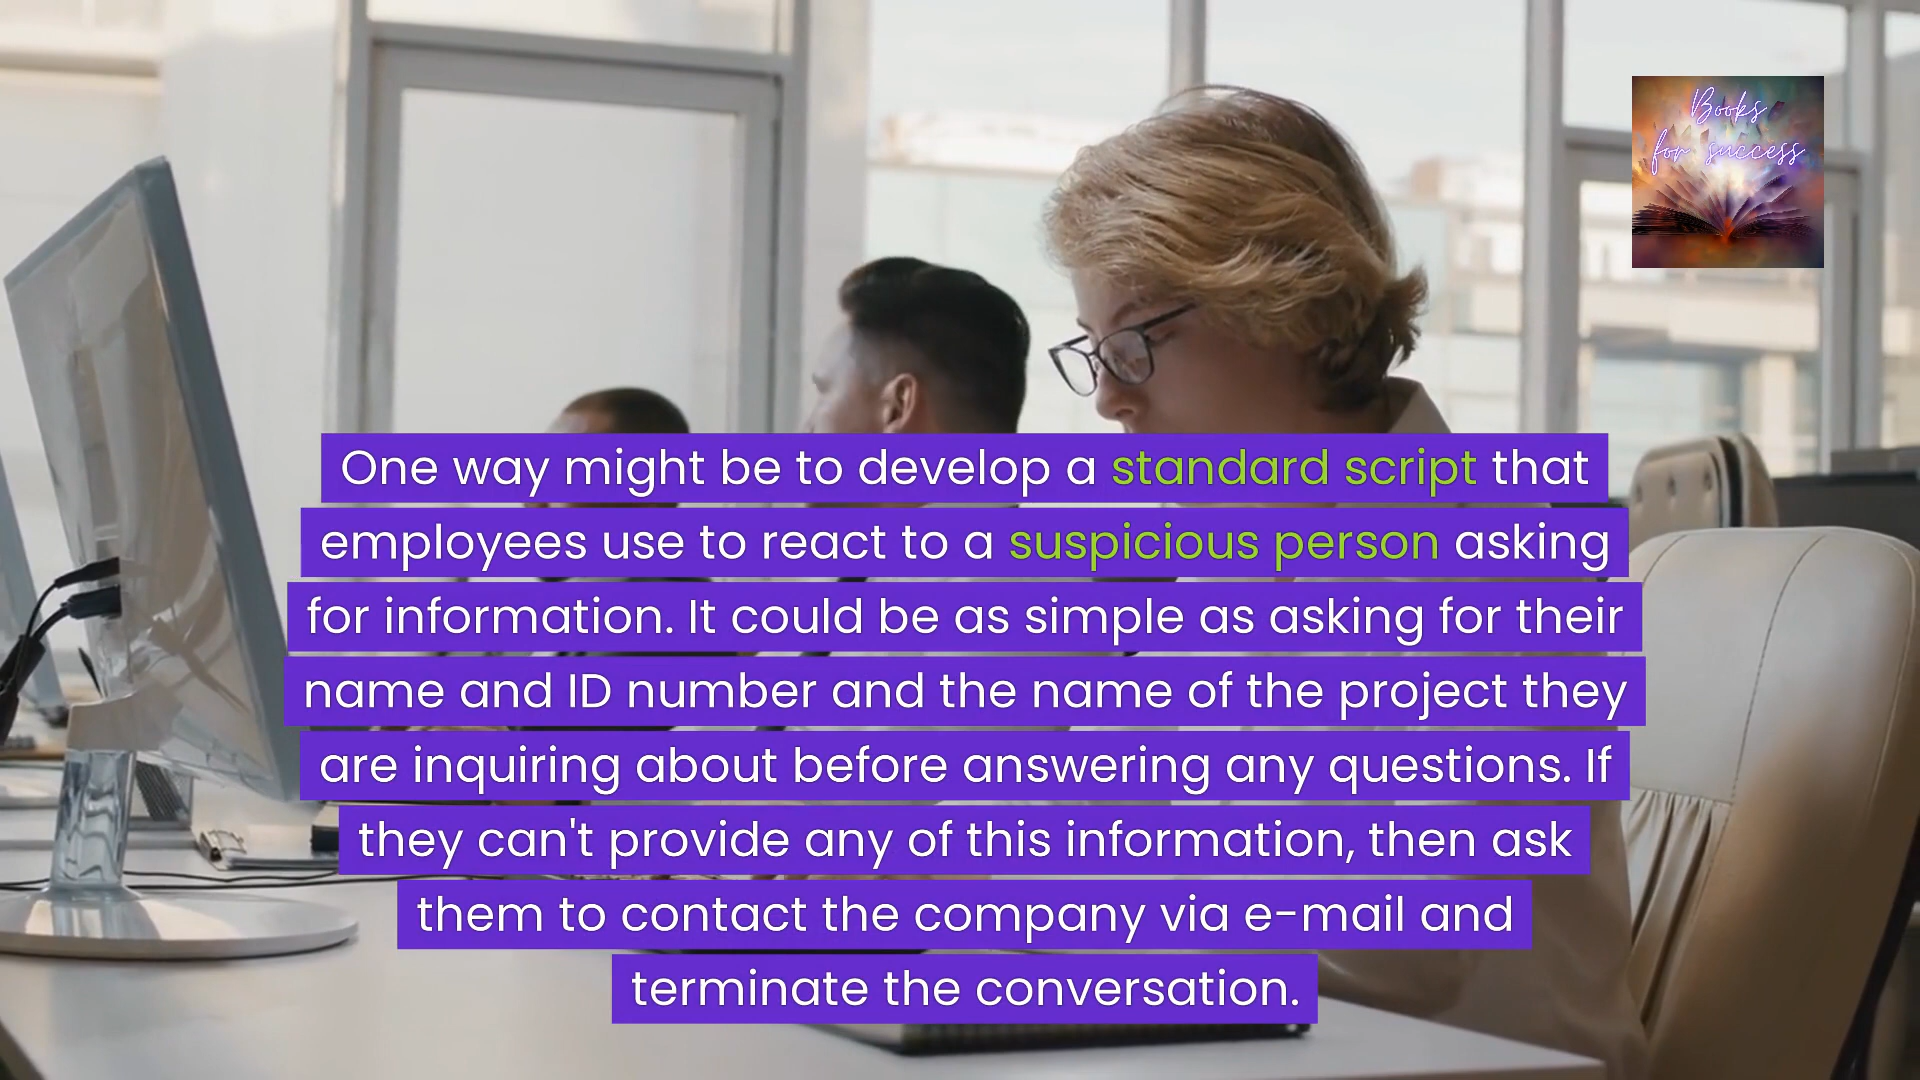 Books
for success
One way might be to develop a standard script that
employees use to react to a suspicious person asking
for information. It could be as simple as asking for their
name and ID number and the name of the project they
are inquiring about before answering any questions. If
they can't provide any of this information, then ask
them to contact the company via e-mail and
terminate the conversation.